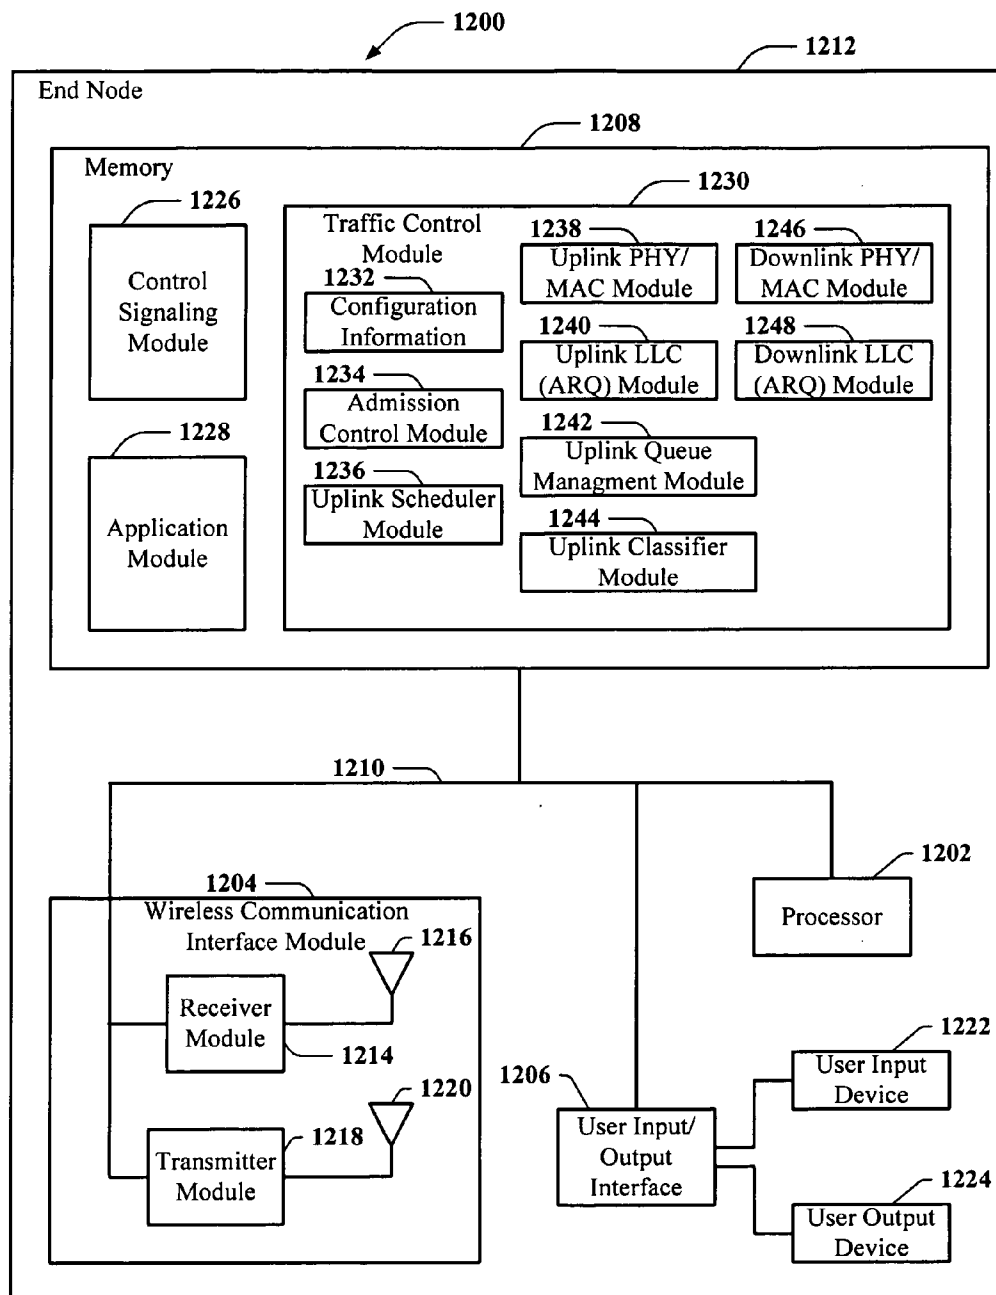 1200
1212
End Node
1208
Memory
1226
Control
Signaling
Module
1228
Application
Module
1230
Traffic Control
Module
1232
Configuration
Information
1234
Admission
Control Module
1236
Uplink Scheduler
Module
1238
Uplink PHY/
MAC Module
1240
Uplink LLC
(ARQ) Module
1242
Uplink Queue
Managment Module
1244
Uplink Classifier
Module
1246
Downlink PHY/
MAC Module
1248
Downlink LLC
(ARQ) Module
1210
1202
Processor
1204
Wireless Communication
Interface Module
1216
Receiver
Module
1214
1220
1218
Transmitter
Module
1206
User Input/
Output
Interface
1222
User Input
Device
1224
User Output
Device